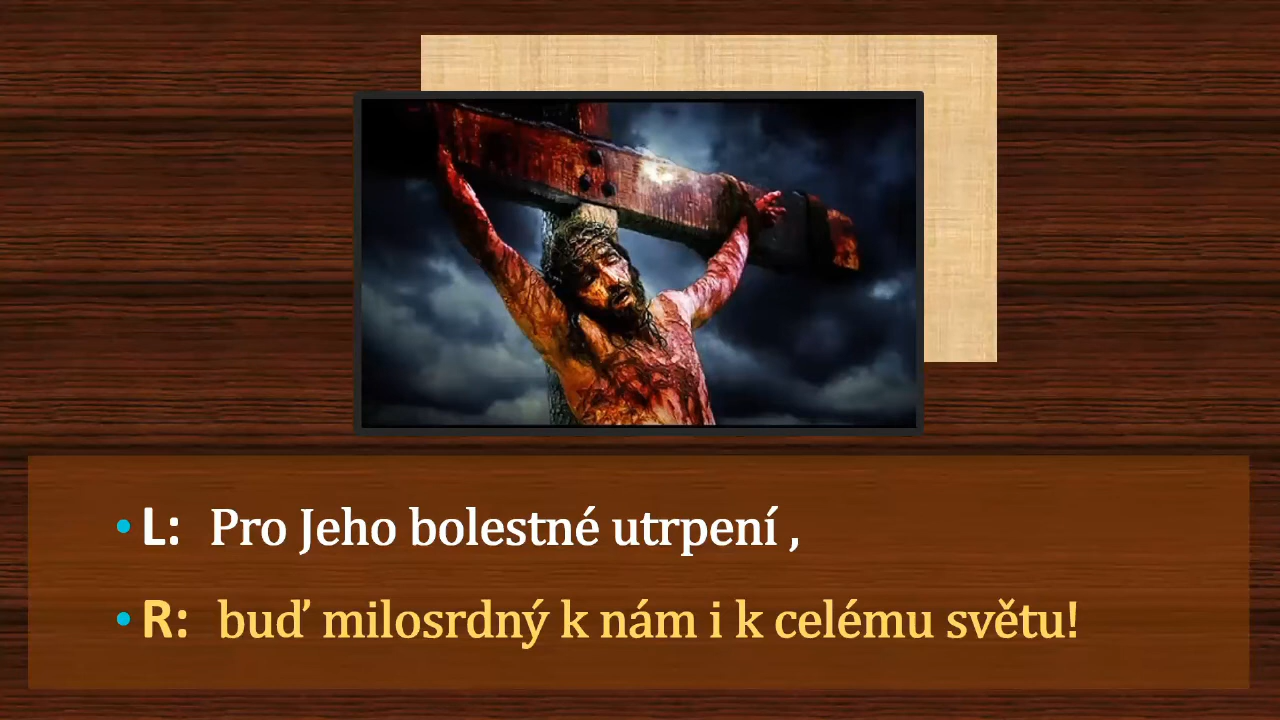 • L: Pro Jeho bolestné utrpení ,
• R: buď milosrdný k nám i k celému světu!